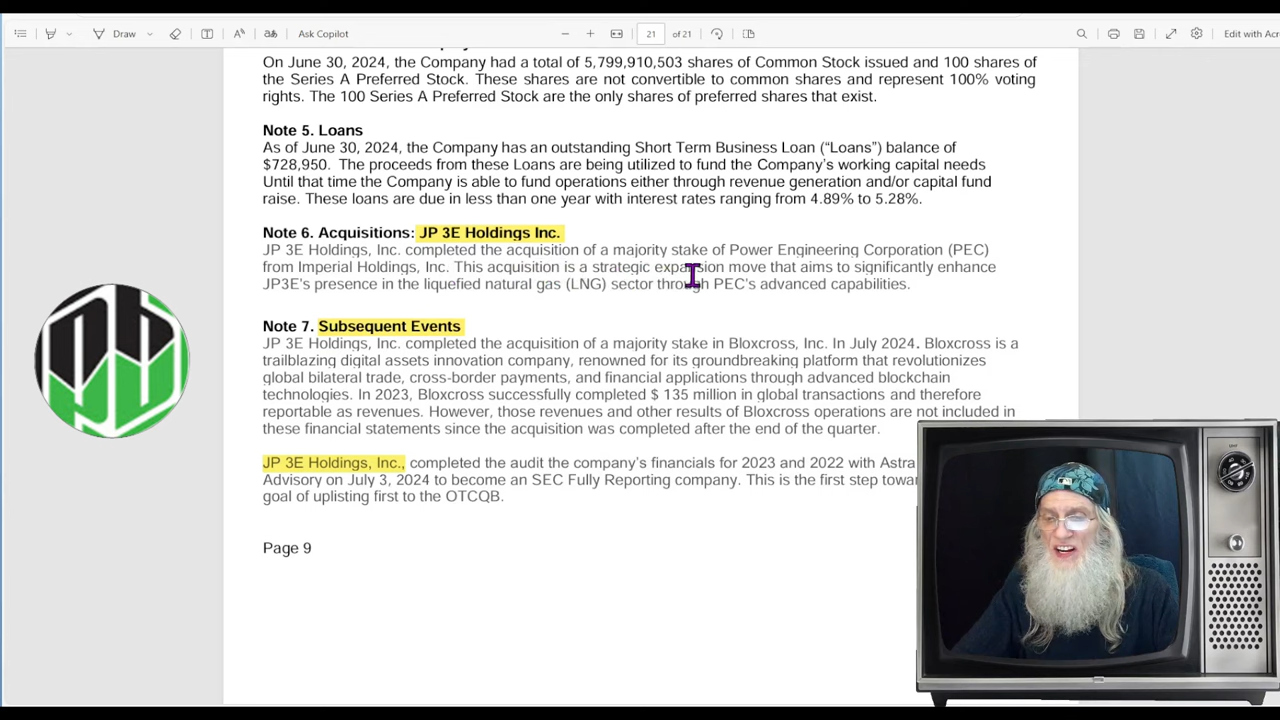 Draw
Ask Copilot
21
of 21
Edit with Acro
On June 30, 2024, the Company had a total of 5,799,910,503 shares of Common Stock issued and 100 shares of
the Series A Preferred Stock. These shares are not convertible to common shares and represent 100% voting
rights. The 100 Series A Preferred Stock are the only shares of preferred shares that exist.
Note 5. Loans
As of June 30, 2024, the Company has an outstanding Short Term Business Loan (“Loans”) balance of
$728,950. The proceeds from these Loans are being utilized to fund the Company’s working capital needs
Until that time the Company is able to fund operations either through revenue generation and/or capital fund
raise. These loans are due in less than one year with interest rates ranging from 4.89% to 5.28%.
Note 6. Acquisitions: JP 3E Holdings Inc.
JP 3E Holdings, Inc. completed the acquisition of a majority stake of Power Engineering Corporation (PEC)
from Imperial Holdings, Inc. This acquisition is a strategic expansion move that aims to significantly enhance
JP3E's presence in the liquefied natural gas (LNG) sector through PEC's advanced capabilities.
Note 7. Subsequent Events
JP 3E Holdings, Inc. completed the acquisition of a majority stake in Bloxcross, Inc. In July 2024. Bloxcross is a
trailblazing digital assets innovation company, renowned for its groundbreaking platform that revolutionizes
global bilateral trade, cross-border payments, and financial applications through advanced blockchain
technologies. In 2023, Bloxcross successfully completed $ 135 million in global transactions and therefore
reportable as revenues. However, those revenues and other results of Bloxcross operations are not included in
these financial statements since the acquisition was completed after the end of the quarter.
JP 3E Holdings, Inc., completed the audit the company’s financials for 2023 and 2022 with Astra
Advisory on July 3, 2024 to become an SEC Fully Reporting company. This is the first step towar
goal of uplisting first to the OTCQB.
Page 9